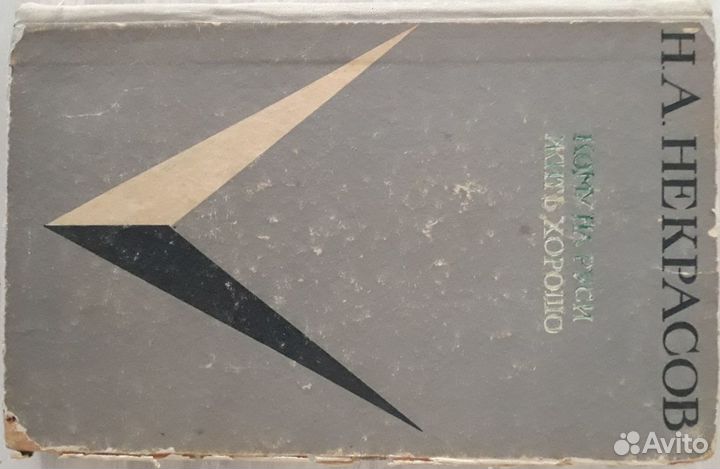 Н. А. НЕКРАСОВ
КОМУ НА РУСИ
ЖИТЬ ХОРОШО
Avito